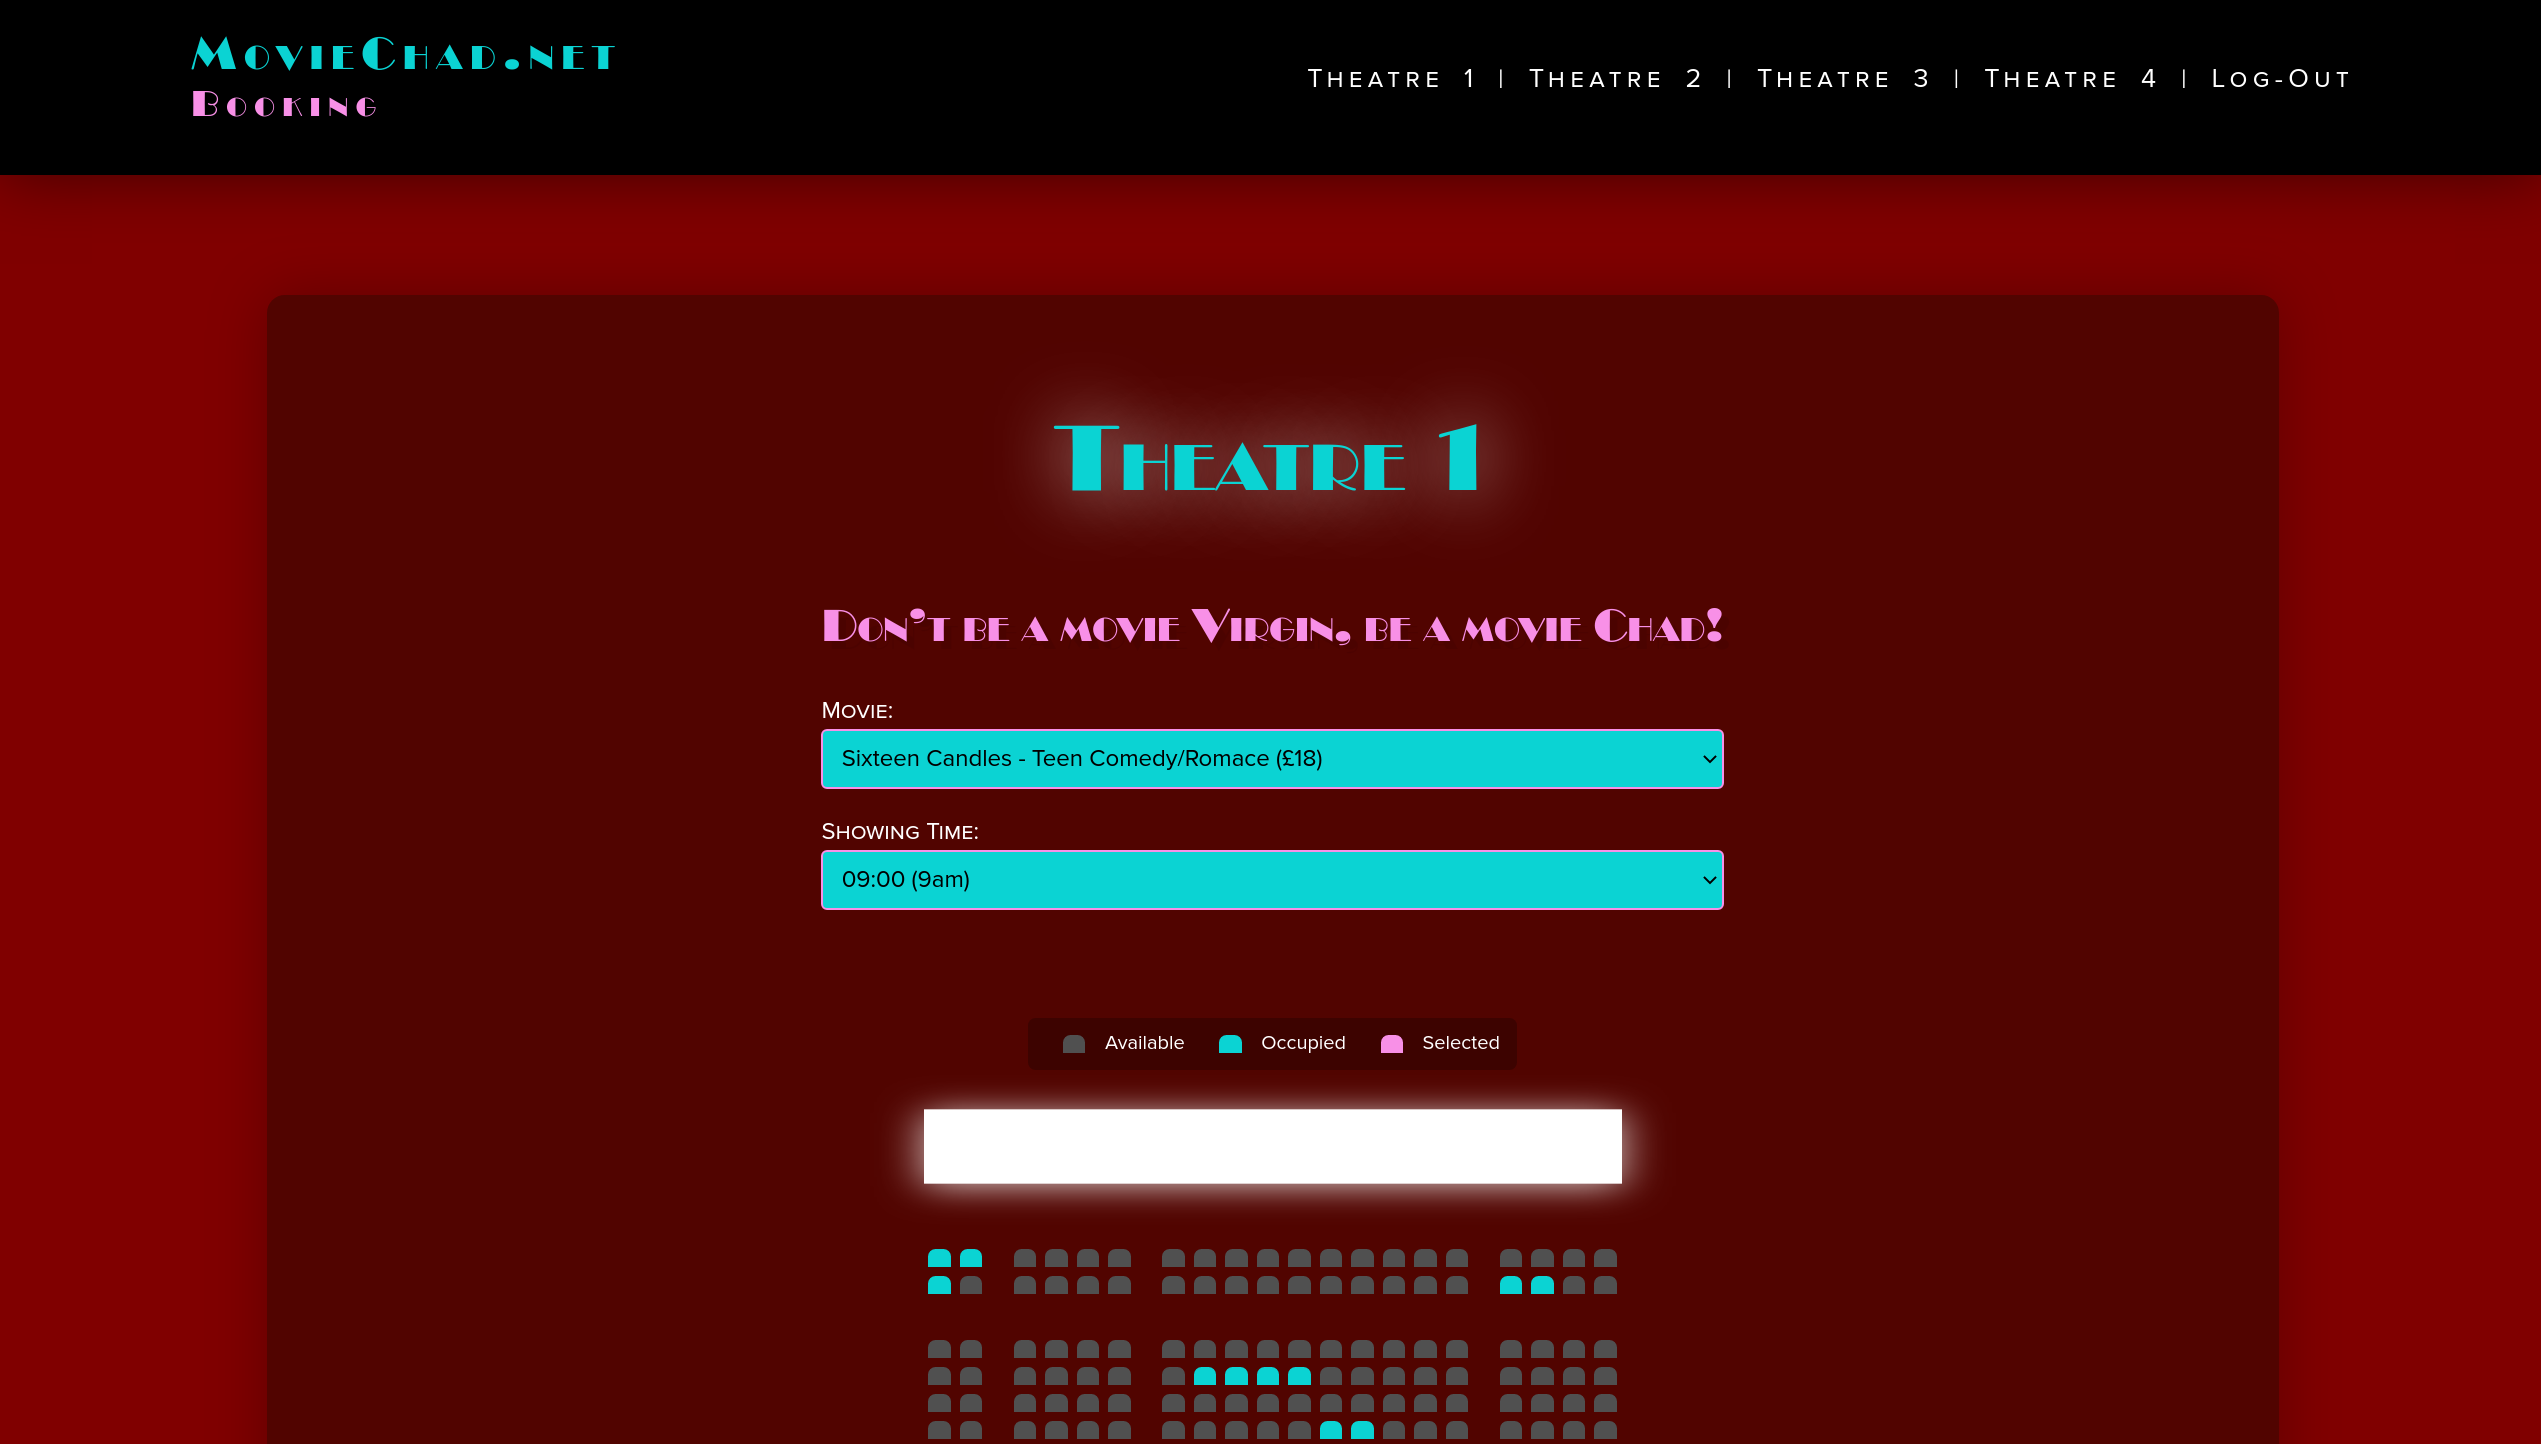 MovieChad.net
Booking
Theatre 1 | Theatre 2 | Theatre 3 | Theatre 4 | Log-Out
Theatre 1
Don't be a movie Virgin, be a movie Chad!
Movie:
Sixteen Candles - Teen Comedy/Romace (£18)
Showing Time:
09:00 (9am)
Available Occupied Selected